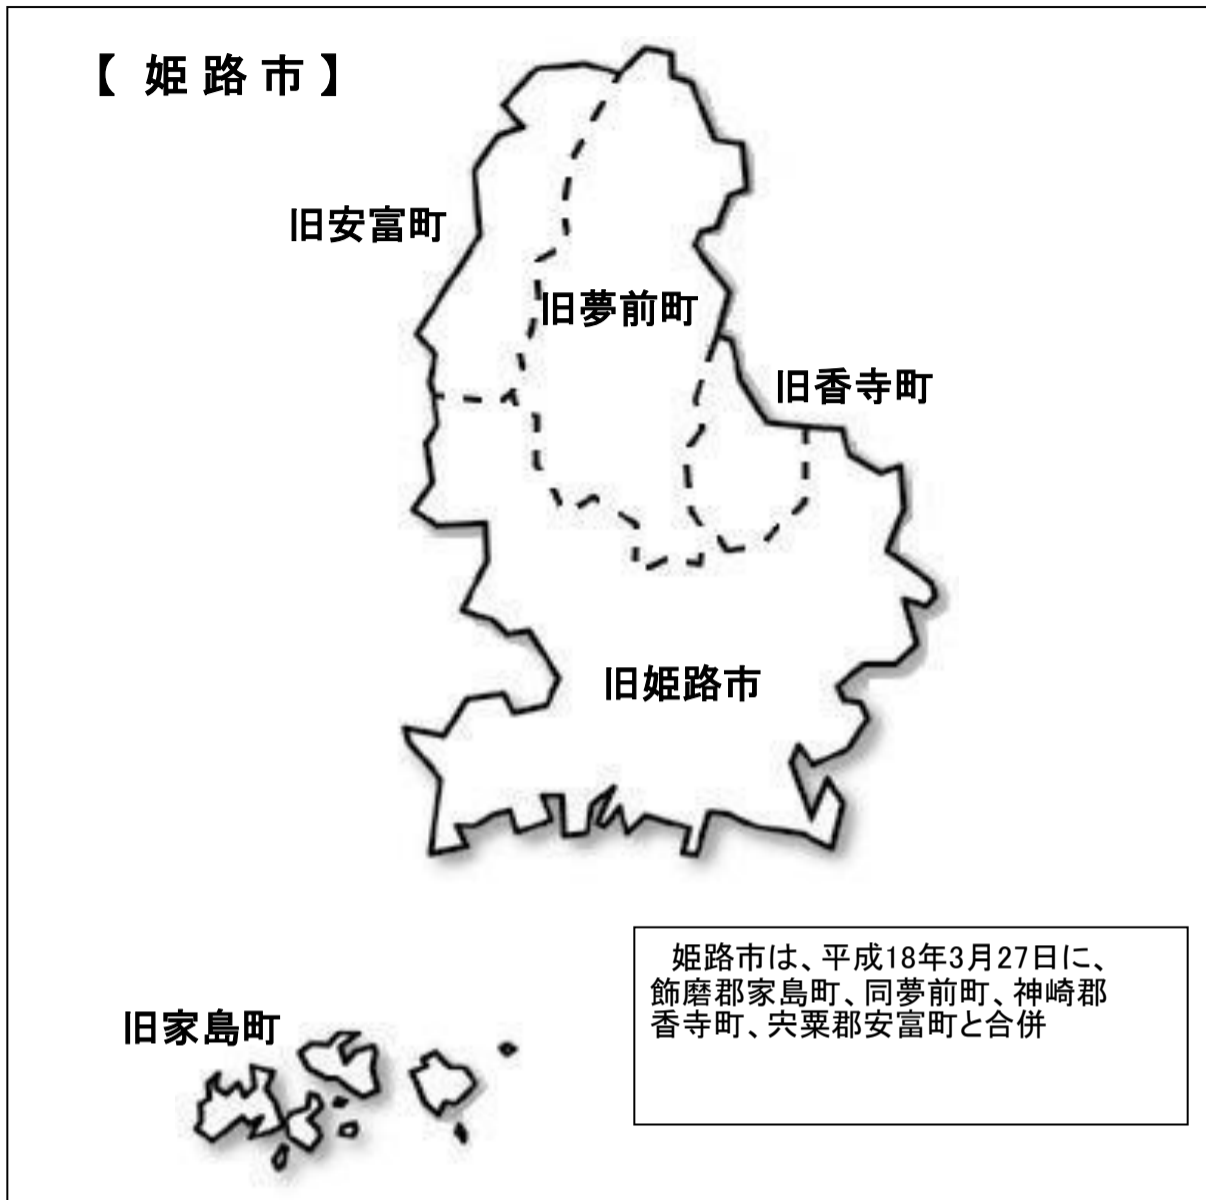 【 姫 路 市 】
旧安富町
旧夢前町
旧香寺町
旧姫路市
旧家島町
姫路市は、平成18年3月27日に、
飾磨郡家島町、同夢前町、神崎郡
香寺町、宍粟郡安富町と合併